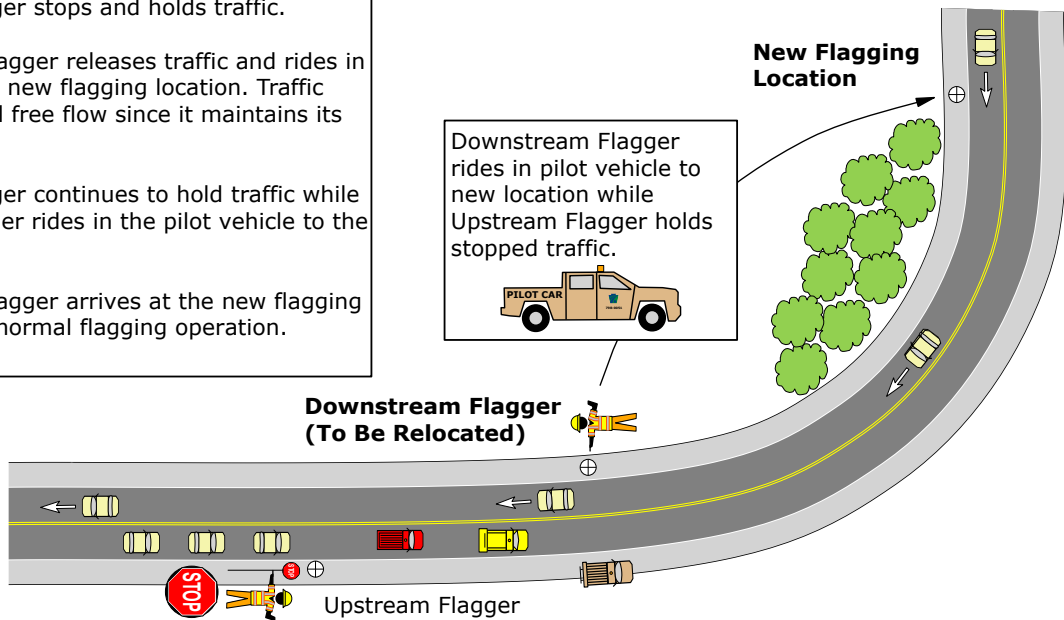 ger stops and holds traffic.
agger releases traffic and rides in
new flagging location. Traffic
free flow since it maintains its
ger continues to hold traffic while
er rides in the pilot vehicle to the
agger arrives at the new flagging
normal flagging operation.
New Flagging
Location
Downstream Flagger
rides in pilot vehicle to
new location while
Upstream Flagger holds
stopped traffic.
PILOT CAR
Downstream Flagger
(To Be Relocated)
STOP
STOP
Upstream Flagger